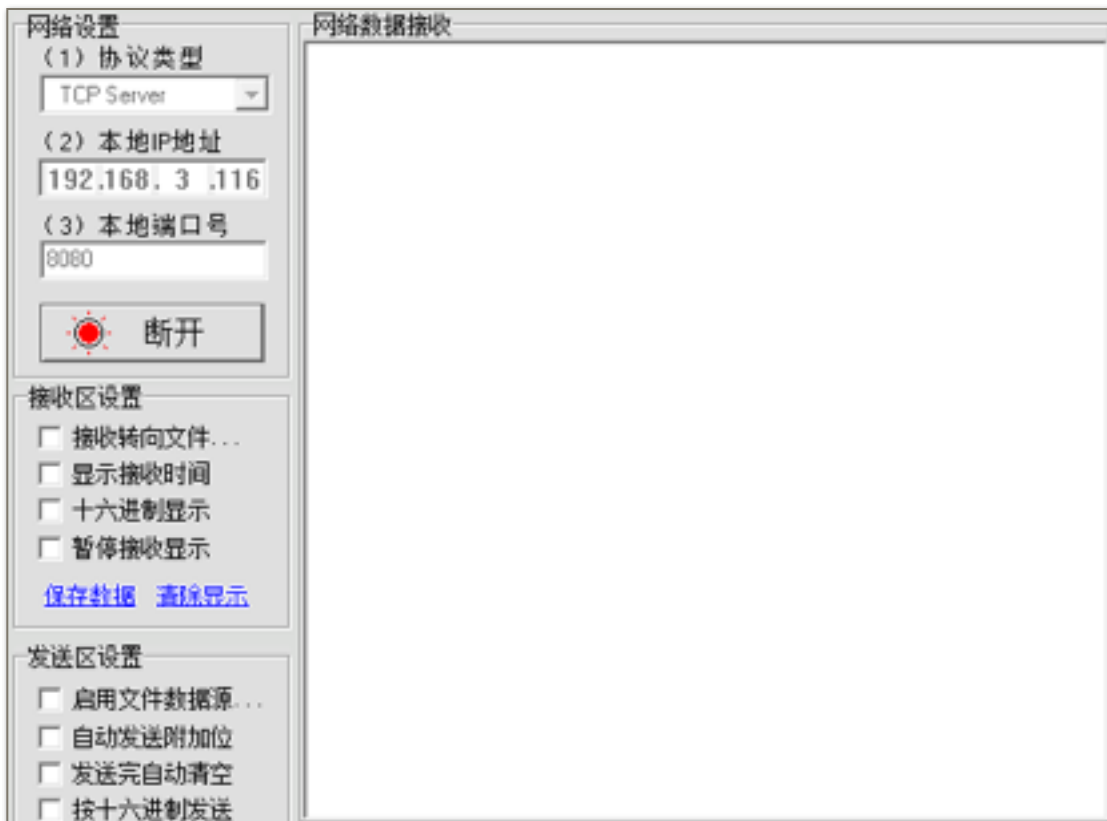 网络设置
(1) 协议类型
TCP Server
(2) 本地IP地址
192.168. 3 .116
(3) 本地端口号
8080
断开
接收区设置
接收转向文件...
显示接收时间
十六进制显示
暂停接收显示
保存数据 清除显示
发送区设置
启用文件数据源...
自动发送附加位
发送完自动清空
按十六进制发送
网络数据接收